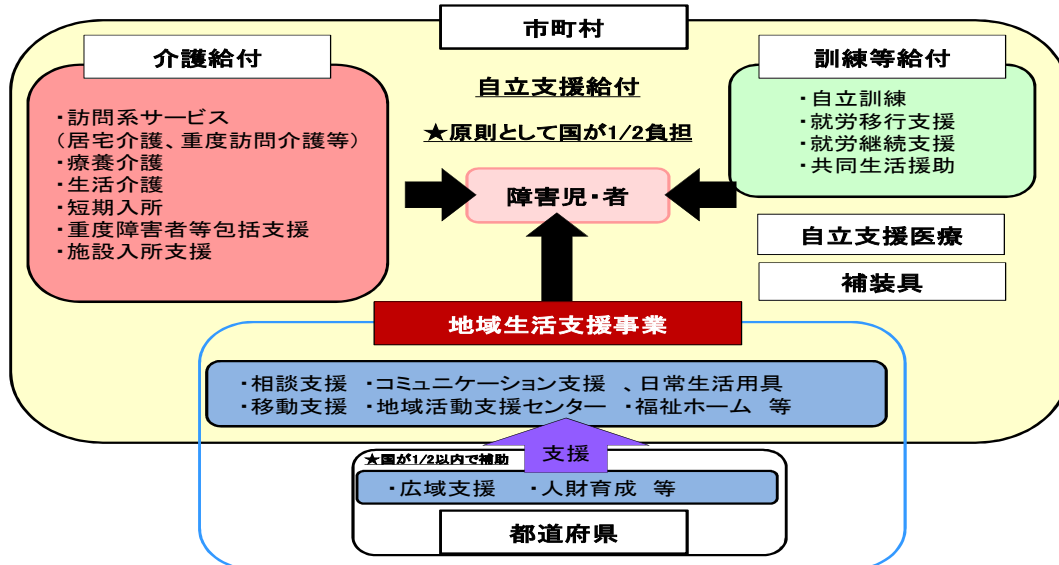 市町村
介護給付
・訪問系サービス
(居宅介護、重度訪問介護等)
・療養介護
・生活介護
・短期入所
・重度障害者等包括支援
・施設入所支援
自立支援給付
★原則として国が1/2負担
障害児・者
訓練等給付
・自立訓練
・就労移行支援
・就労継続支援
・共同生活援助
自立支援医療
補装具
地域生活支援事業
・相談支援 ・コミュニケーション支援 、日常生活用具
・移動支援 ・地域活動支援センター ・福祉ホーム 等
支援
★国が1/2以内で補助
・広域支援 ・人財育成 等
都道府県